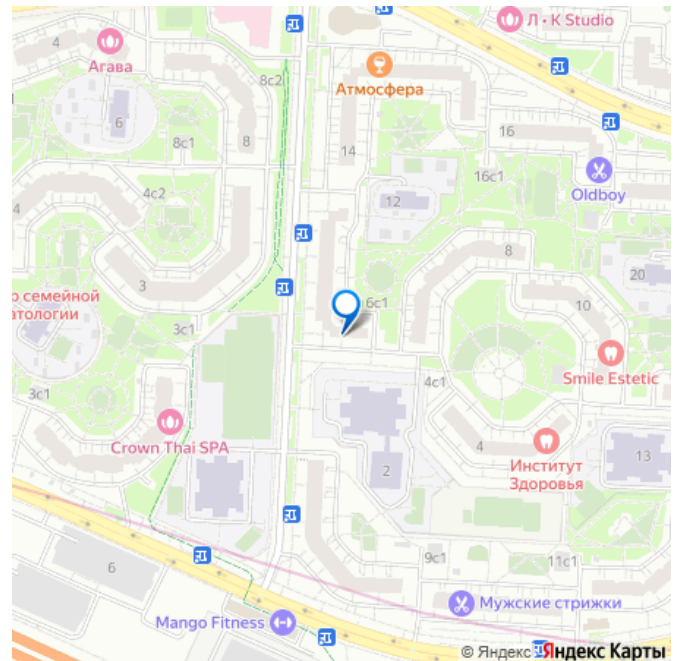 Л • К Studio
4
Агава
8с2
Атмосфера
6
16
8с1
8
14
Oldboy
16с1
4с2
12
4
8
20
3
6с1
10
р семейной
атологии
3с1
Smile Estetic
4с1
3с1
Crown Thai SPA
4
Институт
Здоровья
13
2
9с1
11с1
6
Мужские стрижки
Mango Fitness
© Яндекс
Яндекс Карты